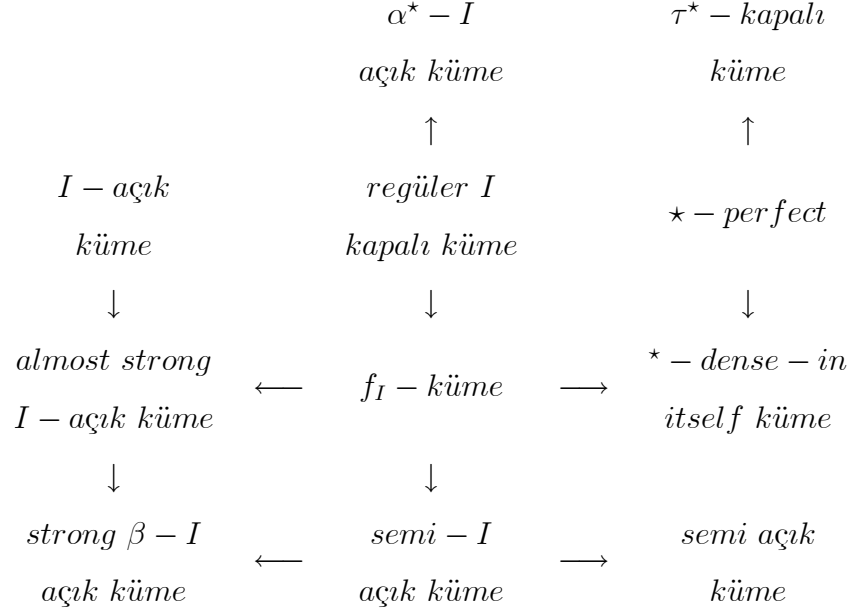 α⋆ − I τ⋆ − kapalı
açık küme küme
↑ ↑
I − açık regüler I ⋆ − perfect
küme kapalı küme
↓ ↓ ↓
almost strong ⋆ − dense − in
⟵ f_I − küme ⟶
I − açık küme itself küme
↓ ↓
strong β − I semi − I semi açık
⟵ ⟶
açık küme açık küme küme